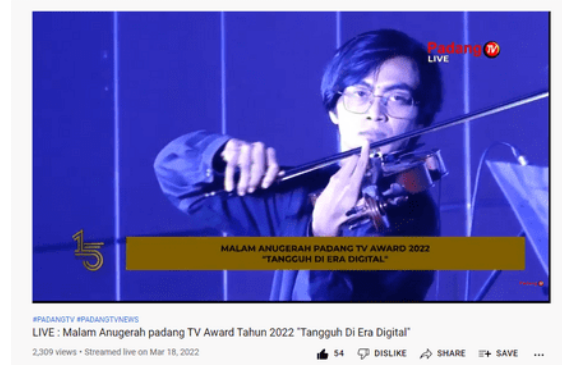 Padang TV
LIVE
15
MALAM ANUGERAH PADANG TV AWARD 2022
"TANGGUH DI ERA DIGITAL"
#PADANGTV #PADANGTVNEWS
LIVE : Malam Anugerah padang TV Award Tahun 2022 "Tangguh Di Era Digital"
2,309 views • Streamed live on Mar 18, 2022
54 DISLIKE SHARE SAVE ...